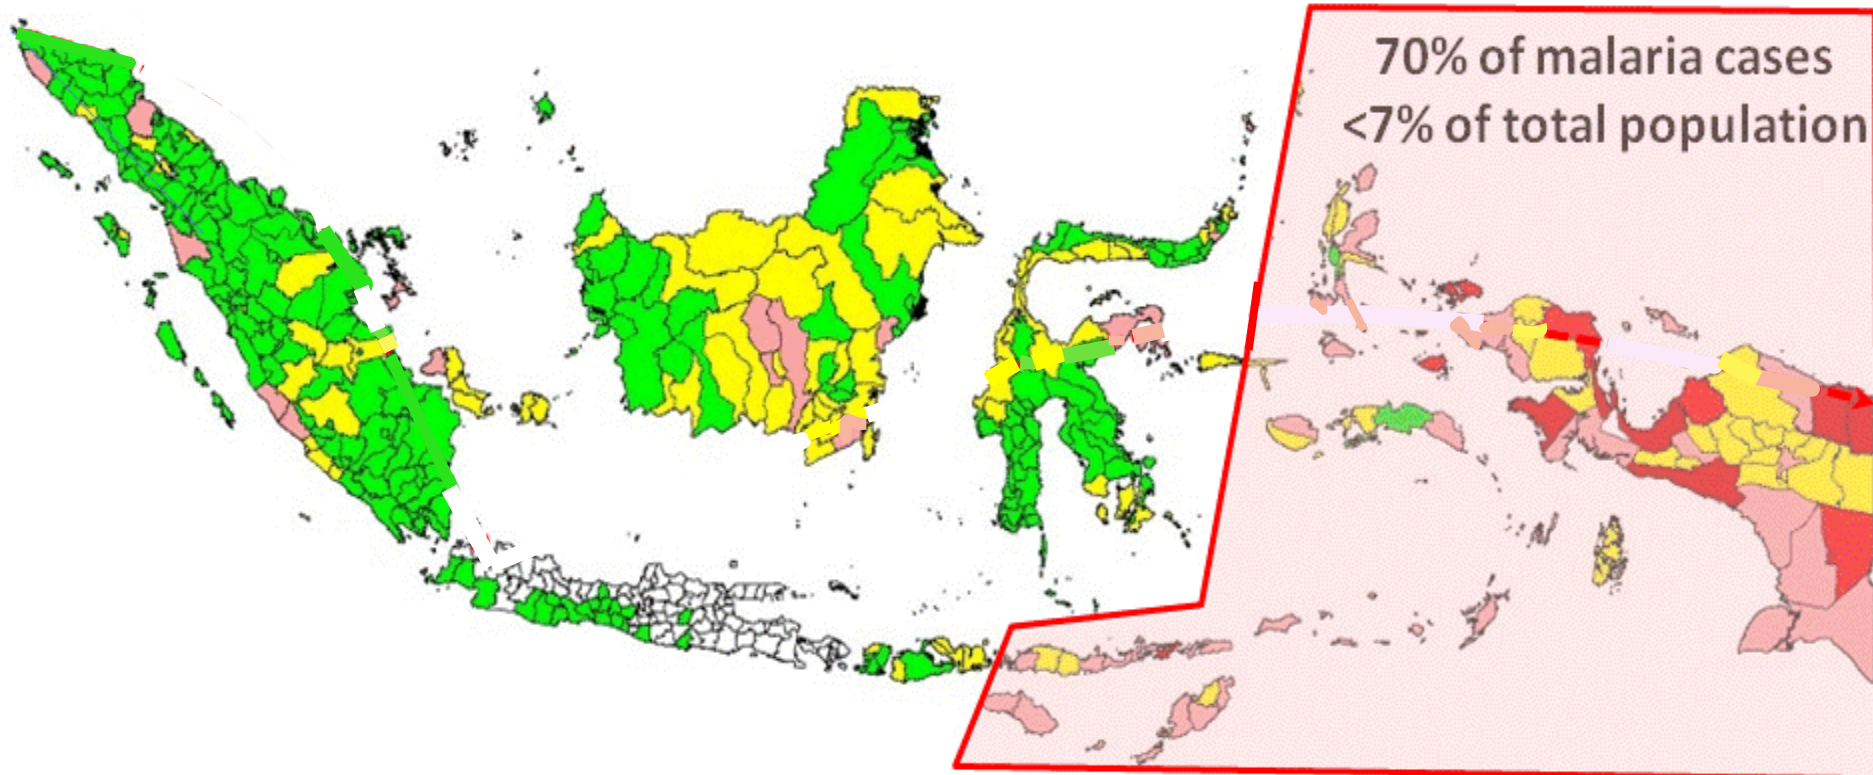 70% of malaria cases
<7% of total population